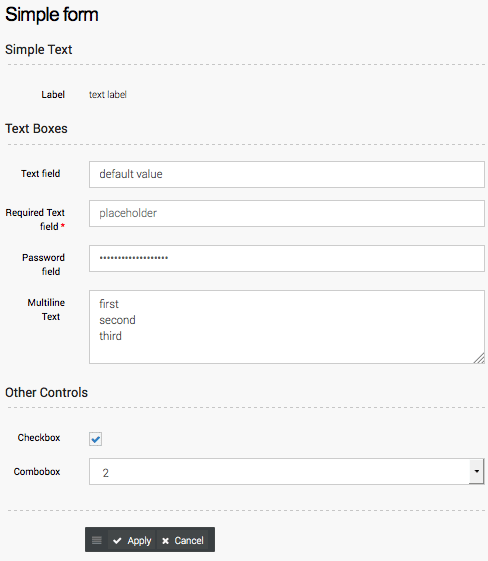 Simple form
Simple Text
Label text label
Text Boxes
Text field default value
Required Text field * placeholder
Password field •••••••••••••••••••
Multiline Text
first
second
third
Other Controls
Checkbox
Combobox 2
Apply Cancel